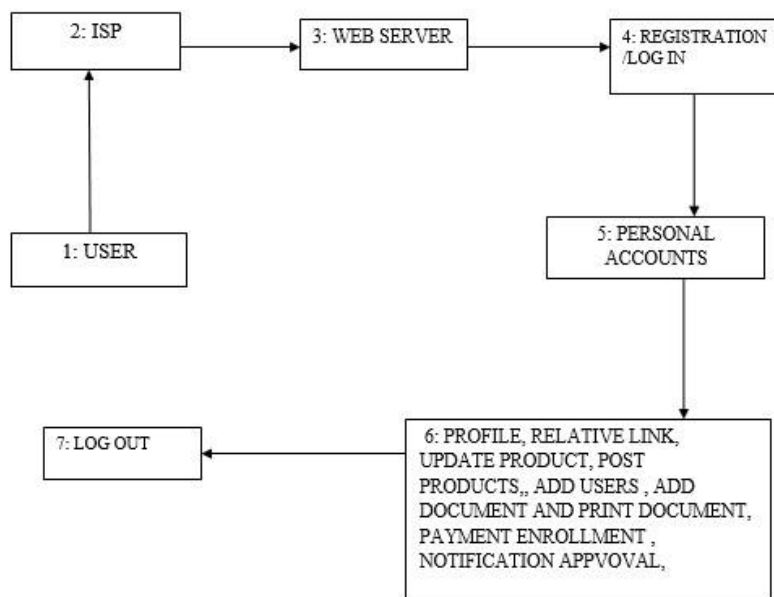 2: ISP
3: WEB SERVER
4: REGISTRATION
/LOG IN
1: USER
5: PERSONAL
ACCOUNTS
7: LOG OUT
6: PROFILE, RELATIVE LINK,
UPDATE PRODUCT, POST
PRODUCTS,, ADD USERS , ADD
DOCUMENT AND PRINT DOCUMENT,
PAYMENT ENROLLMENT ,
NOTIFICATION APPVOVAL,